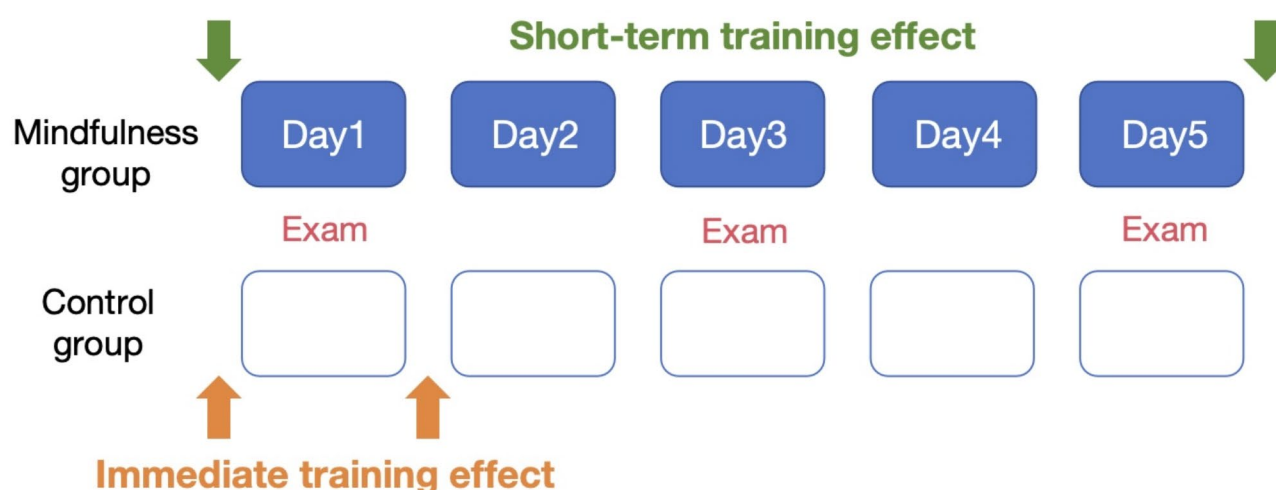 Short-term training effect
Mindfulness
group
Day1
Day2
Day3
Day4
Day5
Exam
Exam
Exam
Control
group
Immediate training effect